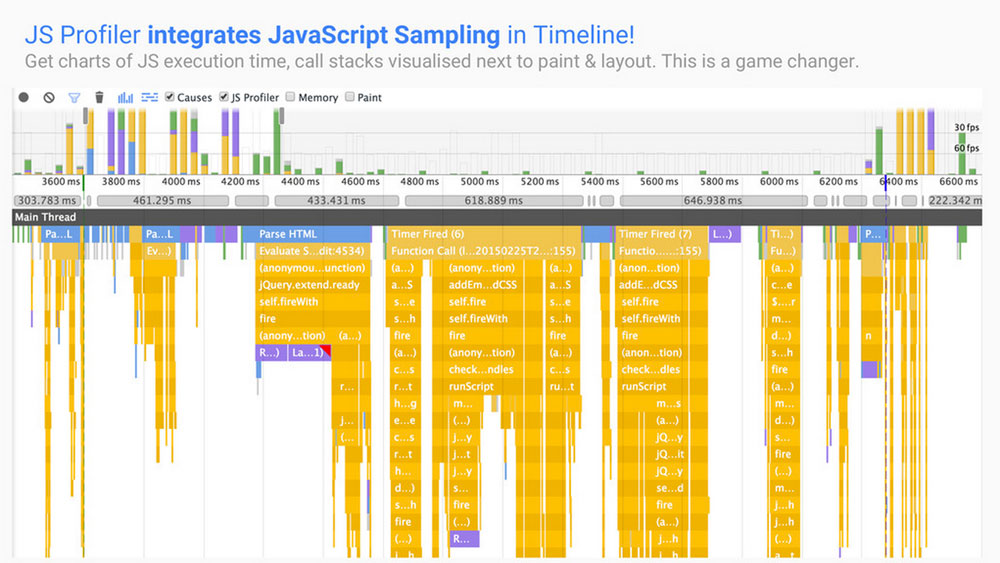 JS Profiler integrates JavaScript Sampling in Timeline!
Get charts of JS execution time, call stacks visualised next to paint & layout. This is a game changer.
Causes JS Profiler Memory Paint
30 fps
60 fps
3600 ms 3800 ms 4000 ms 4200 ms 4400 ms 4600 ms 4800 ms 5000 ms 5200 ms 5400 ms 5600 ms 5800 ms 6000 ms 6200 ms 6400 ms 6600 ms
303.783 ms 461.295 ms 433.431 ms 618.889 ms 646.938 ms 222.342 m
Main Thread
Pa...L Pa...L Parse HTML Timer Fired (6) Timer Fired (7) L...) Ti...) P...
Ev...) Evaluate S...dit:4534) Function Call (l...20150225T2...:155) Functio......:155) Fu...)
(anonymou...unction) (a...) (anony...tion) (a...) (anon...tion) (a...)
jQuery.extend.ready a...S addEm...dCSS a...S addE...dCSS c...e
self.fireWith s...e self.fire s...e self.fire $....r
fire s...h self.fireWith s...h self.fireWith m...
(anony...tion) (a...) fire fire fire fire d...) n
R...) La...1) (a...) (anony...tion) (a...) (anon...tion) s...h
c...s check...ndles c...s check...dles fire
r... r...t runScript ru...t runScript (a...)
h...g m... m...s m...
j... e...e (...) (a...) d...)
(... c...s j...y jQ...y s...
r...t j...t jQ...it fire
h... j...y jQ...y (...)
d...) s... se...d m...
s...h fire fire j...h
fire (...) (a...) j...h
(...) R... j...h (...)